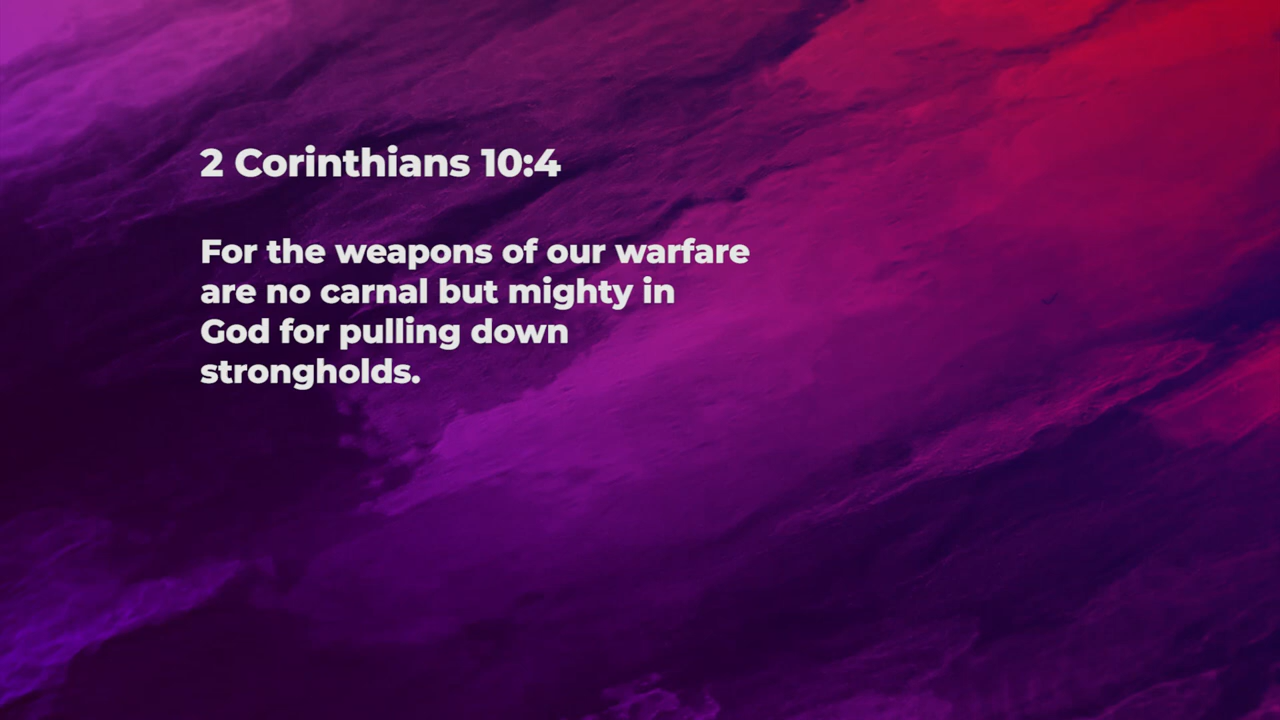 2 Corinthians 10:4
For the weapons of our warfare
are no carnal but mighty in
God for pulling down
strongholds.